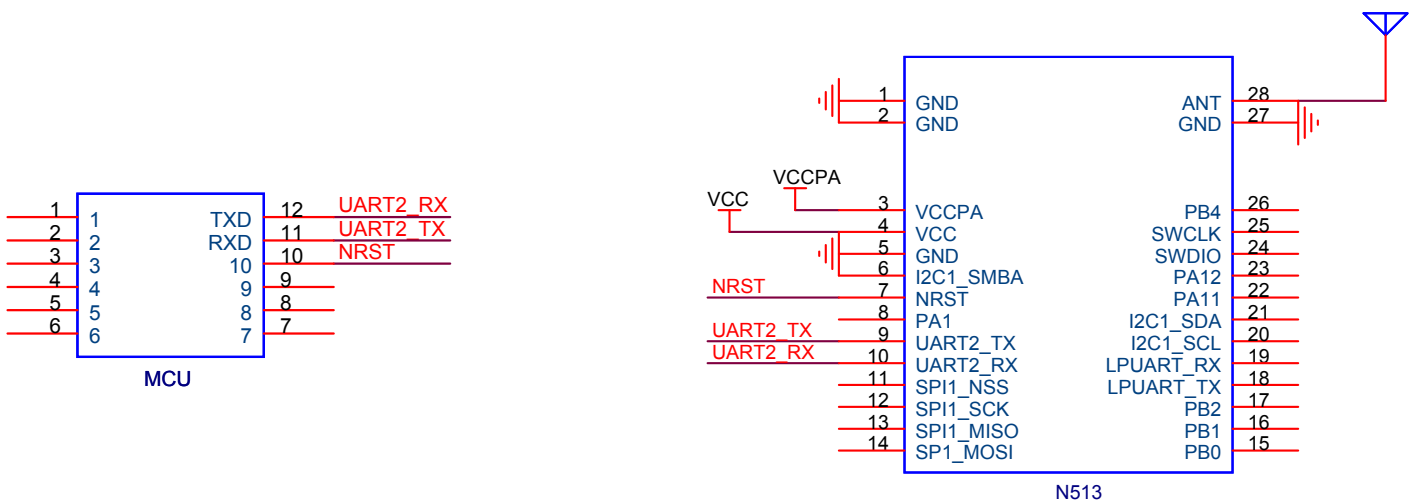 1 1 TXD 12 UART2_RX
2 2 RXD 11 UART2_TX
3 3 10 10 NRST
4 4 9 9
5 5 8 8
6 6 7 7
MCU
1 GND ANT 28
2 GND GND 27
VCCPA
VCC
3 VCCPA PB4 26
4 VCC SWCLK 25
5 GND SWDIO 24
6 I2C1_SMBA PA12 23
NRST 7 NRST PA11 22
8 PA1 I2C1_SDA 21
UART2_TX 9 UART2_TX I2C1_SCL 20
UART2_RX 10 UART2_RX LPUART_RX 19
11 SPI1_NSS LPUART_TX 18
12 SPI1_SCK PB2 17
13 SPI1_MISO PB1 16
14 SP1_MOSI PB0 15
N513